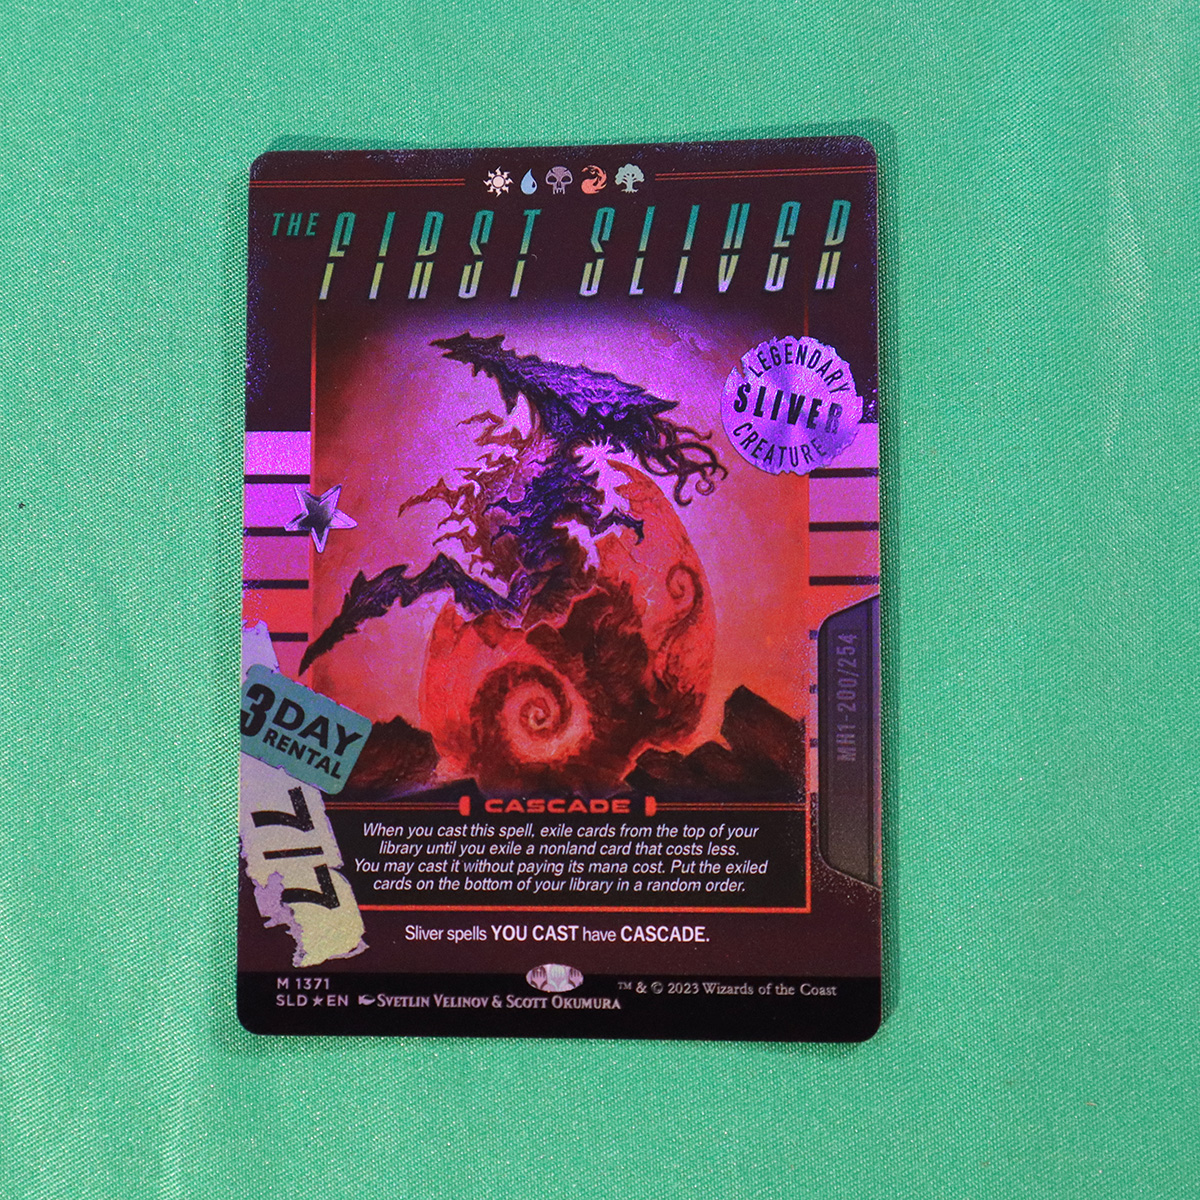 THE FIRST SLIVER
LEGENDARY
SLIVER
CREATURE
MH1-200/254
3 DAY
RENTAL
717
CASCADE
When you cast this spell, exile cards from the top of your
library until you exile a nonland card that costs less.
You may cast it without paying its mana cost. Put the exiled
cards on the bottom of your library in a random order.
Sliver spells YOU CAST have CASCADE.
M 1371
SLD ★ EN Svetlin Velinov & Scott Okumura
™ & © 2023 Wizards of the Coast